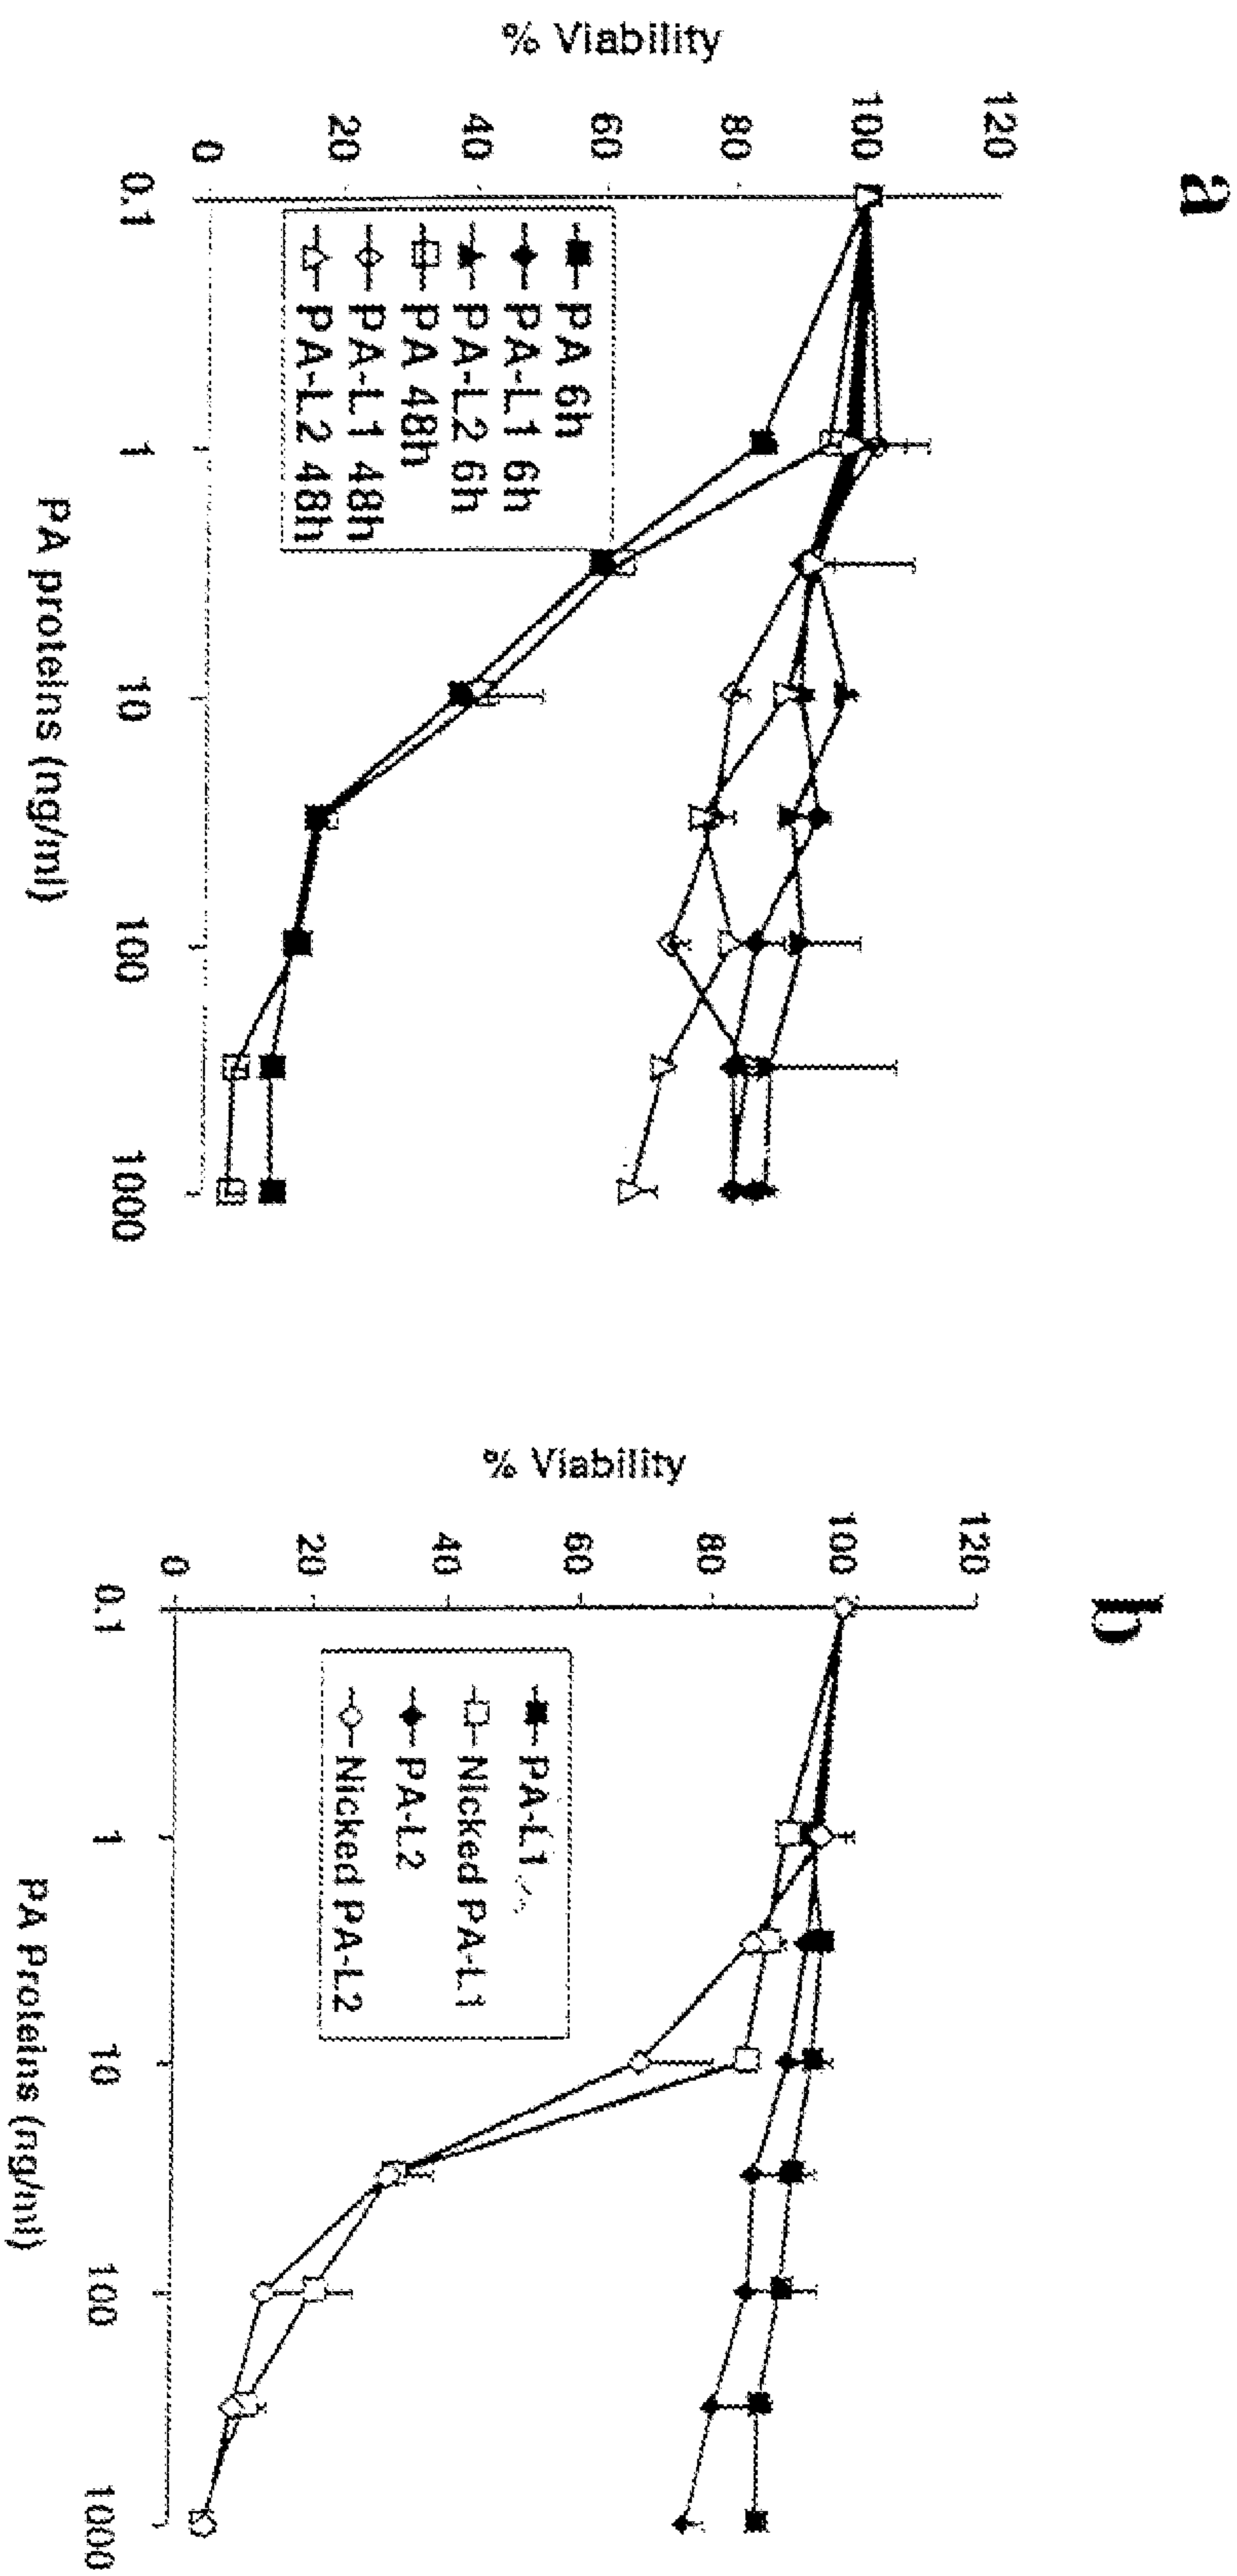 a
% Viability
120
100
80
60
40
20
0
0.1
1
10
100
1000
PA 6h
PA-L1 6h
PA-L2 6h
PA 48h
PA-L1 48h
PA-L2 48h
PA proteins (ng/ml)
b
% Viability
120
100
80
60
40
20
0
0.1
1
10
100
1000
PA-L1
Nicked PA-L1
PA-L2
Nicked PA-L2
PA Proteins (ng/ml)